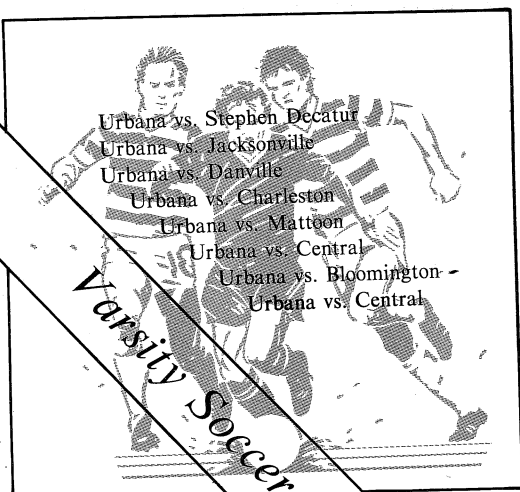 Urbana vs. Stephen Decatur
Urbana vs. Jacksonville
Urbana vs. Danville
Urbana vs. Charleston
Urbana vs. Mattoon
Urbana vs. Central
Urbana vs. Bloomington
Urbana vs. Central
Varsity Soccer